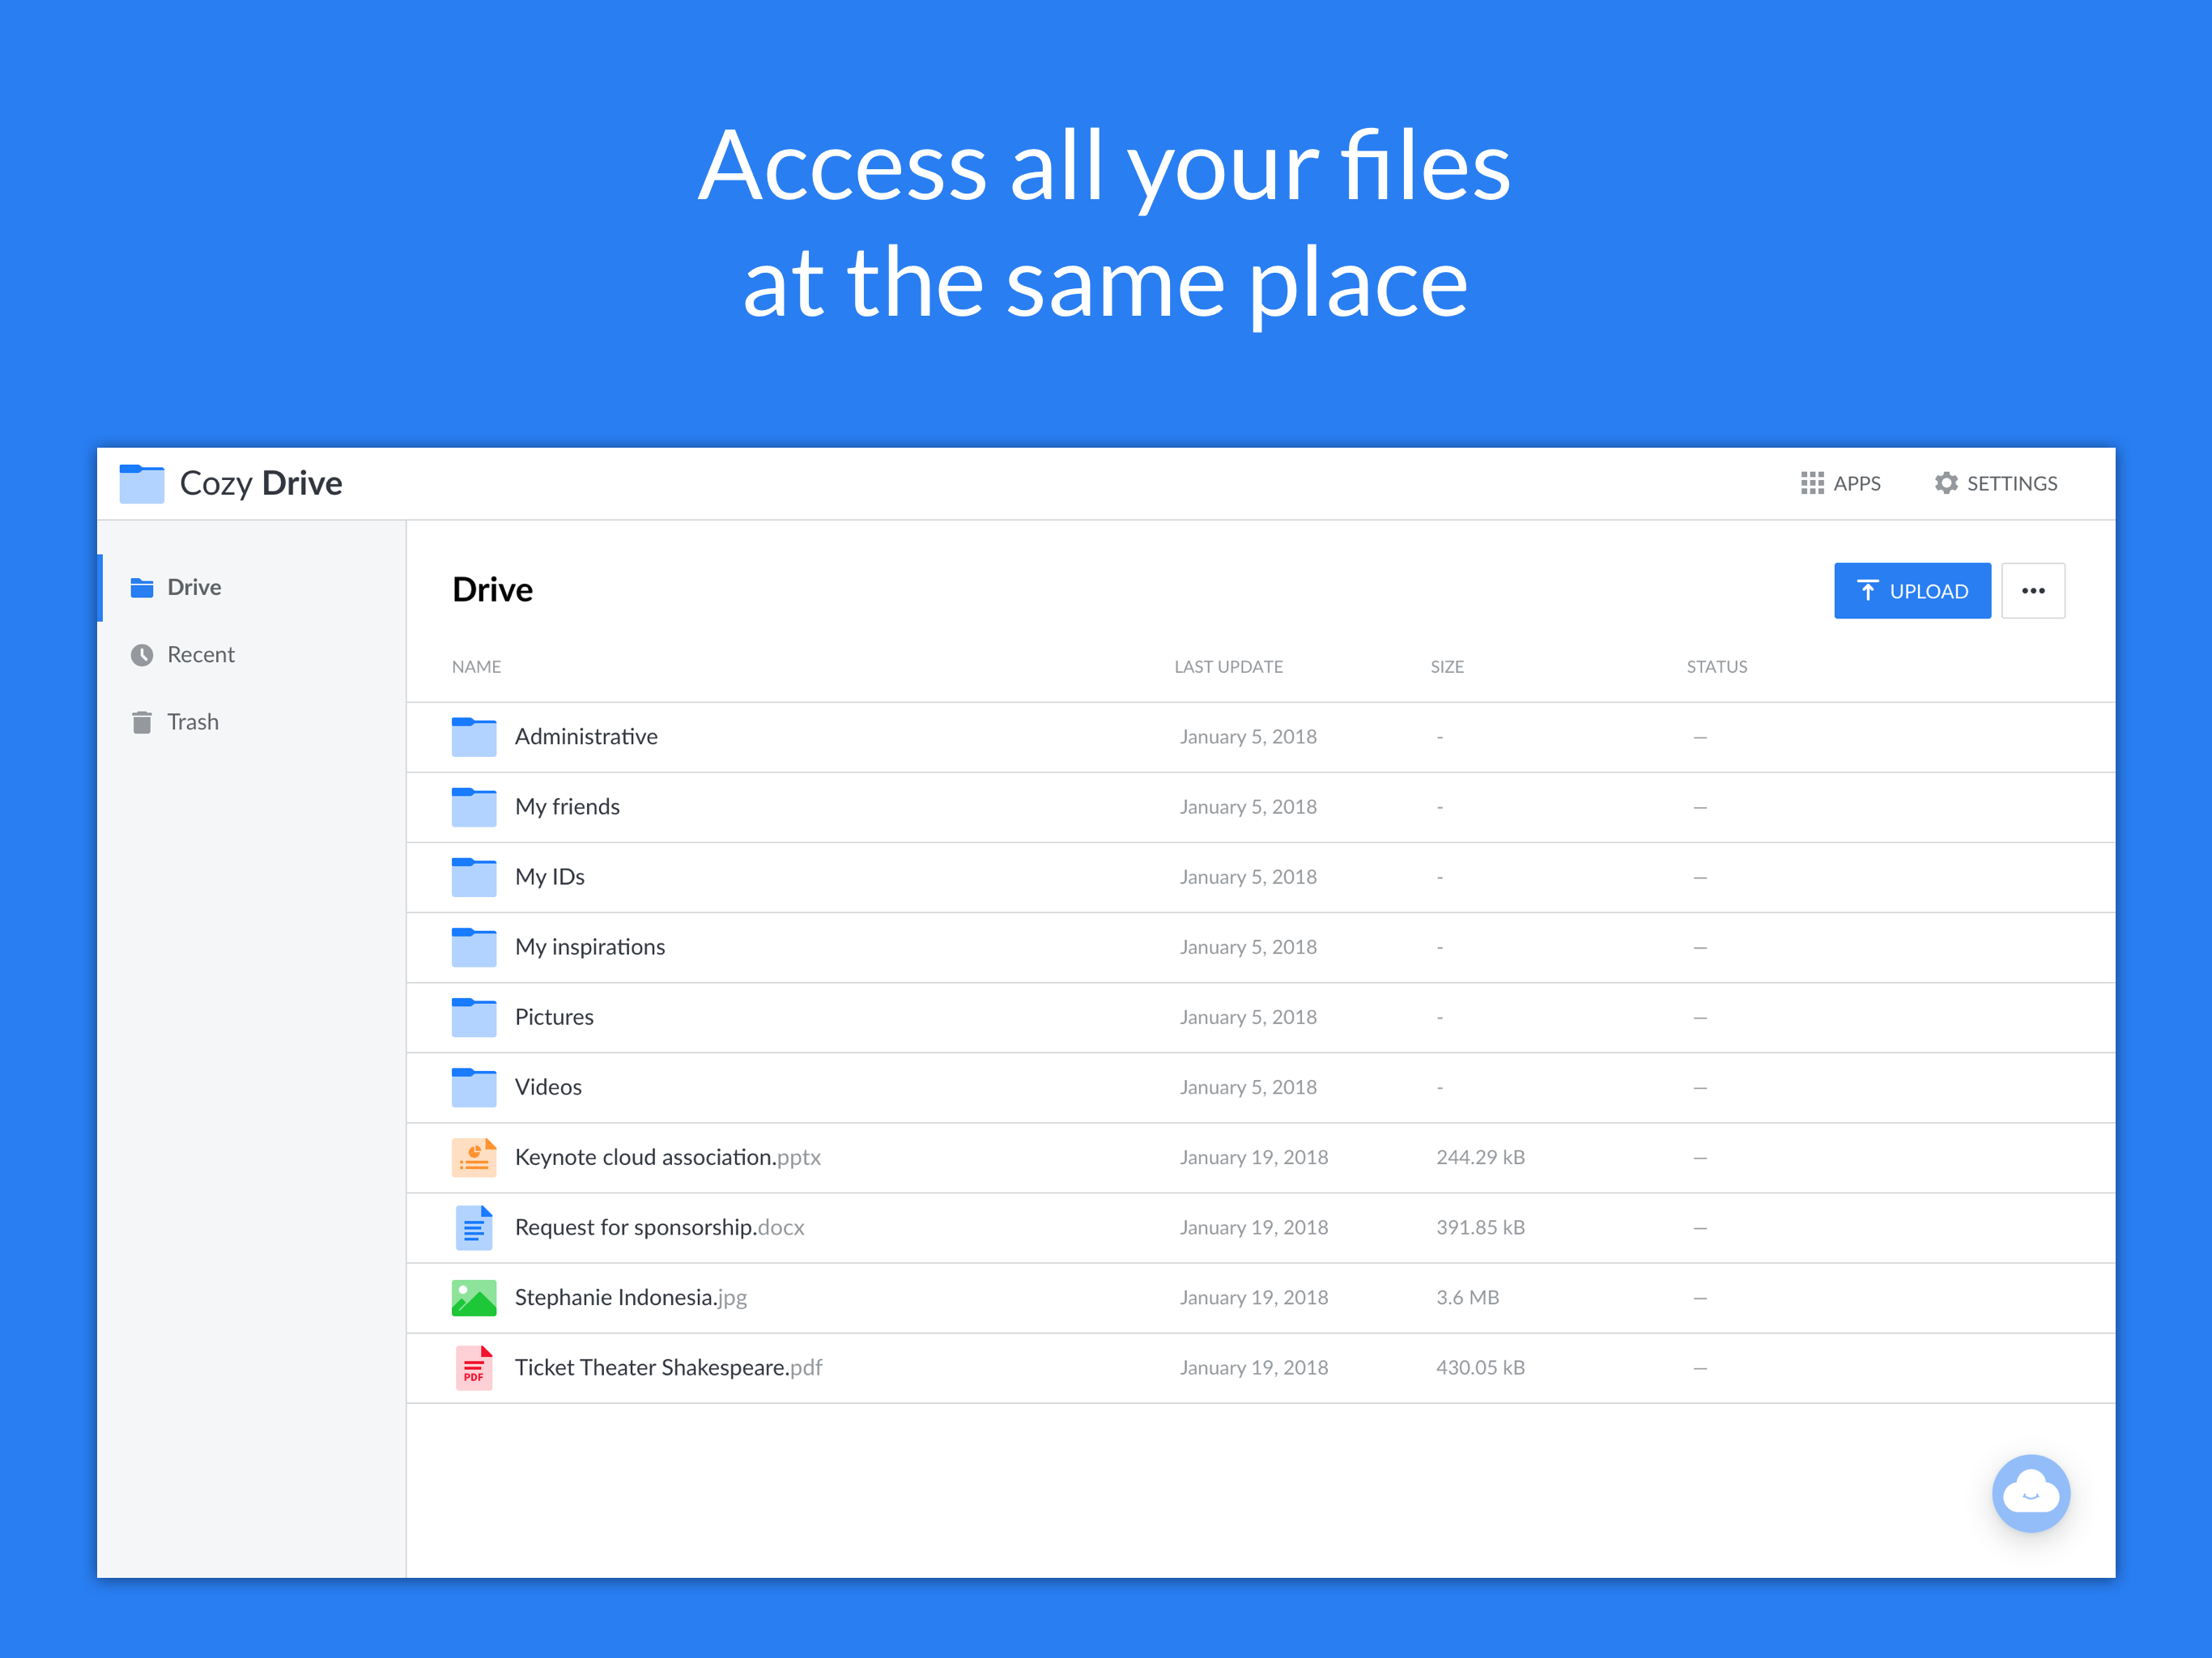 Access all your files
at the same place
Cozy Drive
APPS
SETTINGS
Drive
Recent
Trash
Drive
UPLOAD
•••
NAME LAST UPDATE SIZE STATUS
Administrative January 5, 2018 - —
My friends January 5, 2018 - —
My IDs January 5, 2018 - —
My inspirations January 5, 2018 - —
Pictures January 5, 2018 - —
Videos January 5, 2018 - —
Keynote cloud association.pptx January 19, 2018 244.29 kB —
Request for sponsorship.docx January 19, 2018 391.85 kB —
Stephanie Indonesia.jpg January 19, 2018 3.6 MB —
PDF Ticket Theater Shakespeare.pdf January 19, 2018 430.05 kB —